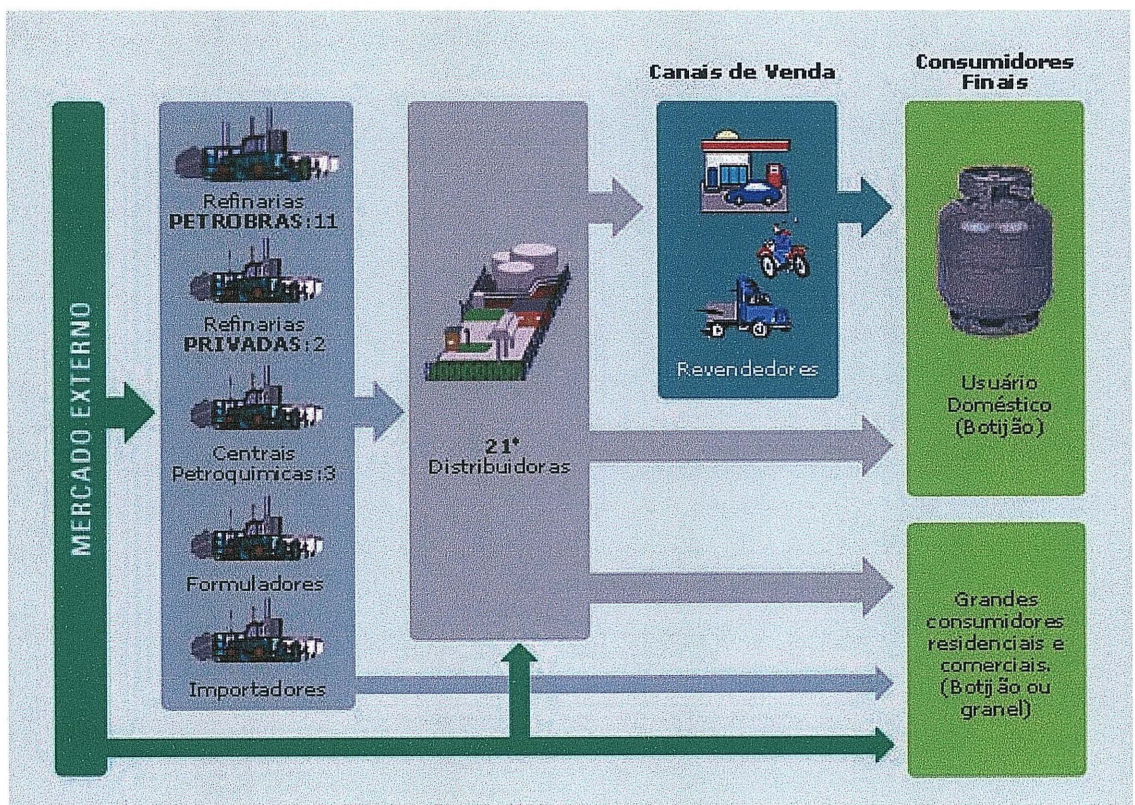 Canais de Venda
Consumidores
Finais
MERCADO EXTERNO
Refinarias
PETROBRAS:11
Refinarias
PRIVADAS:2
Centrais
Petroquímicas:3
Formuladores
Importadores
21*
Distribuidoras
Revendedores
Usuário
Doméstico
(Botijão)
Grandes
consumidores
residenciais e
comerciais.
(Botijão ou
granel)